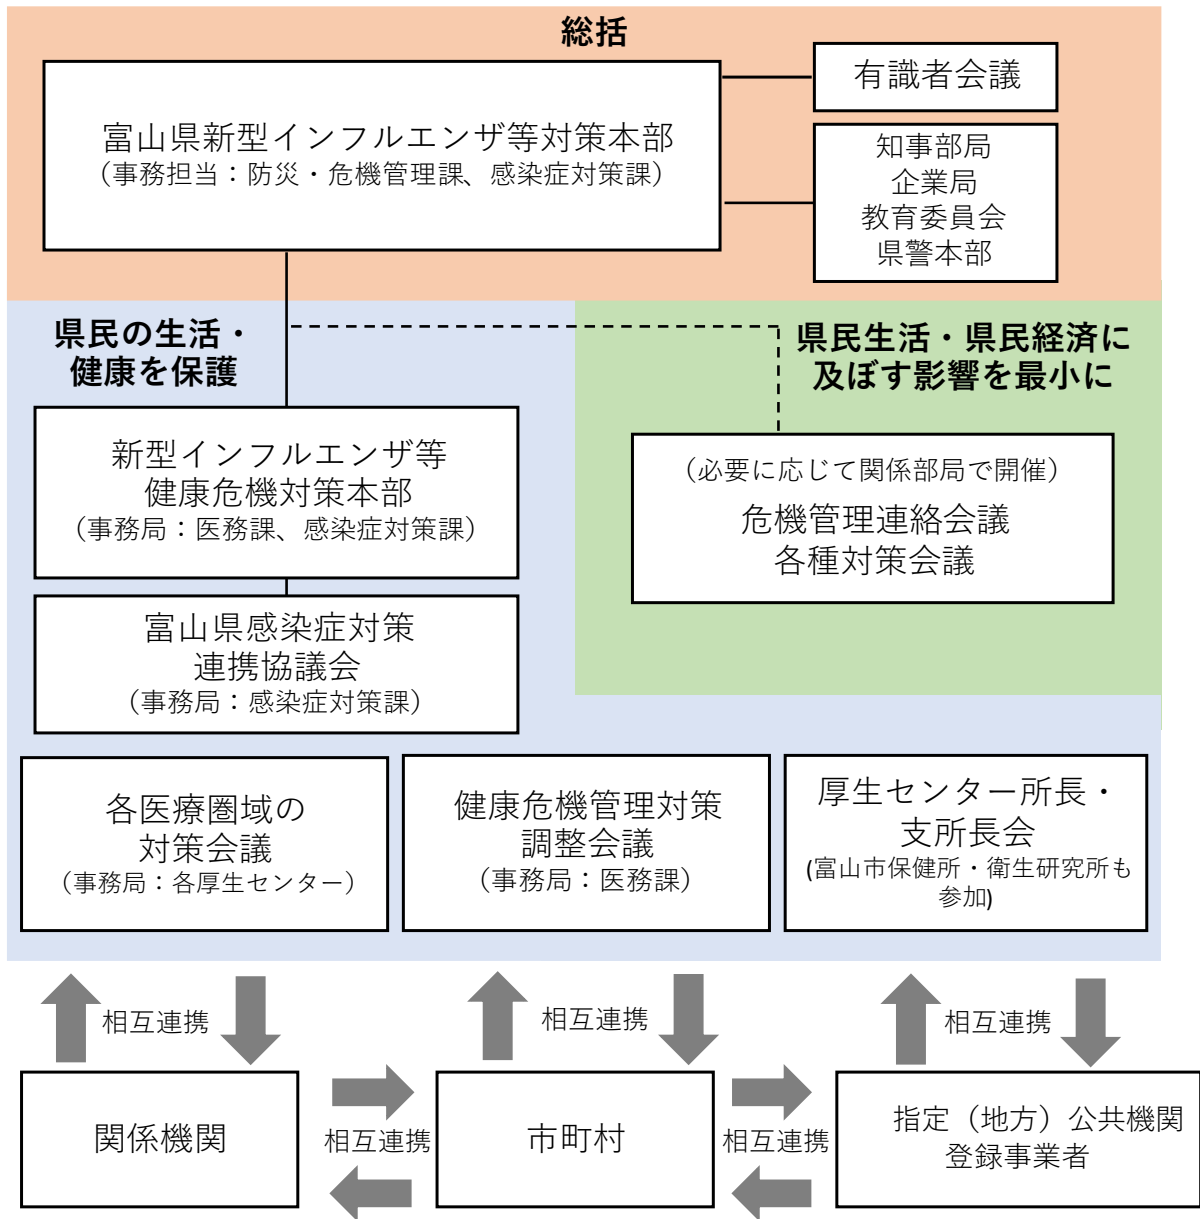 総括
富山県新型インフルエンザ等対策本部
（事務担当：防災・危機管理課、感染症対策課）
有識者会議
知事部局
企業局
教育委員会
県警本部
県民の生活・
健康を保護
県民生活・県民経済に
及ぼす影響を最小に
新型インフルエンザ等
健康危機対策本部
（事務局：医務課、感染症対策課）
（必要に応じて関係部局で開催）
危機管理連絡会議
各種対策会議
富山県感染症対策
連携協議会
（事務局：感染症対策課）
各医療圏域の
対策会議
（事務局：各厚生センター）
健康危機管理対策
調整会議
（事務局：医務課）
厚生センター所長・
支所長会
(富山市保健所・衛生研究所も
参加)
相互連携
相互連携
相互連携
関係機関
相互連携
市町村
相互連携
指定（地方）公共機関
登録事業者